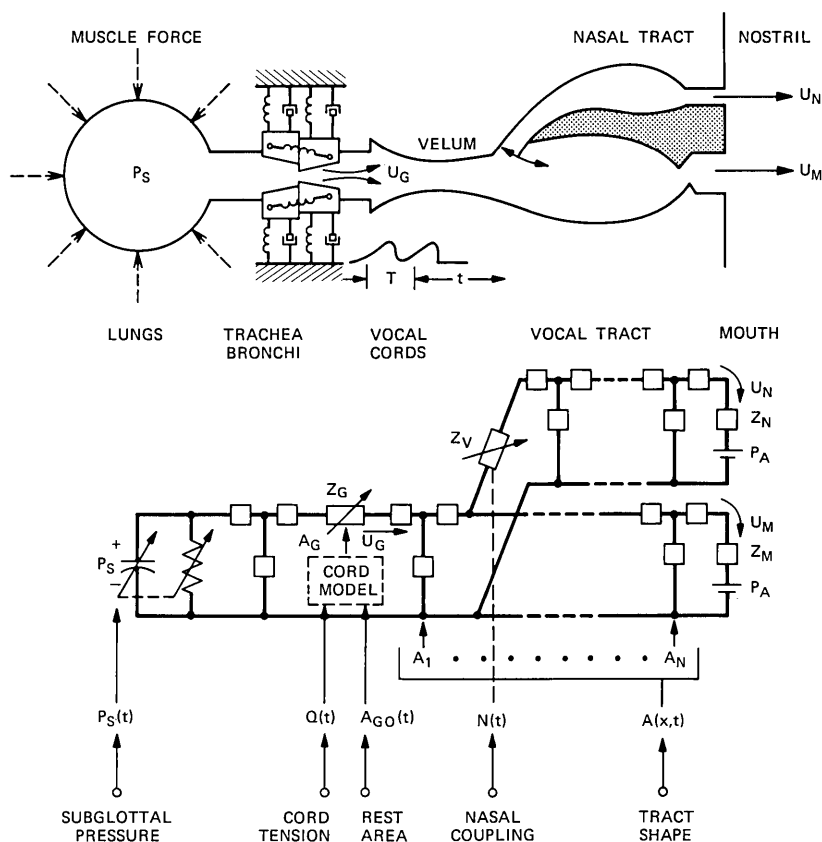 MUSCLE FORCE
NASAL TRACT
NOSTRIL
U_N
VELUM
P_S
U_G
U_M
T
t
LUNGS
TRACHEA
BRONCHI
VOCAL
CORDS
VOCAL TRACT
MOUTH
U_N
Z_N
P_A
Z_V
Z_G
A_G
U_G
U_M
Z_M
P_A
+
P_S
−
CORD
MODEL
A_1 . . . . . . . . . A_N
P_S(t)
Q(t)
A_GO(t)
N(t)
A(x,t)
SUBGLOTTAL
PRESSURE
CORD
TENSION
REST
AREA
NASAL
COUPLING
TRACT
SHAPE